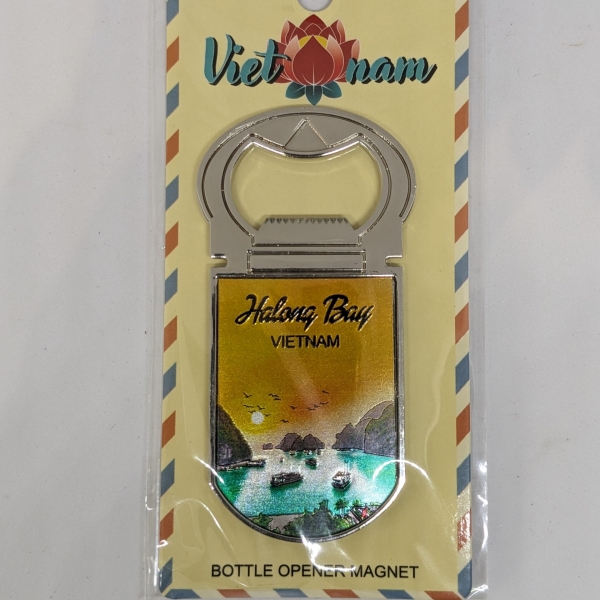 Vietnam
Halong Bay
VIETNAM
BOTTLE OPENER MAGNET